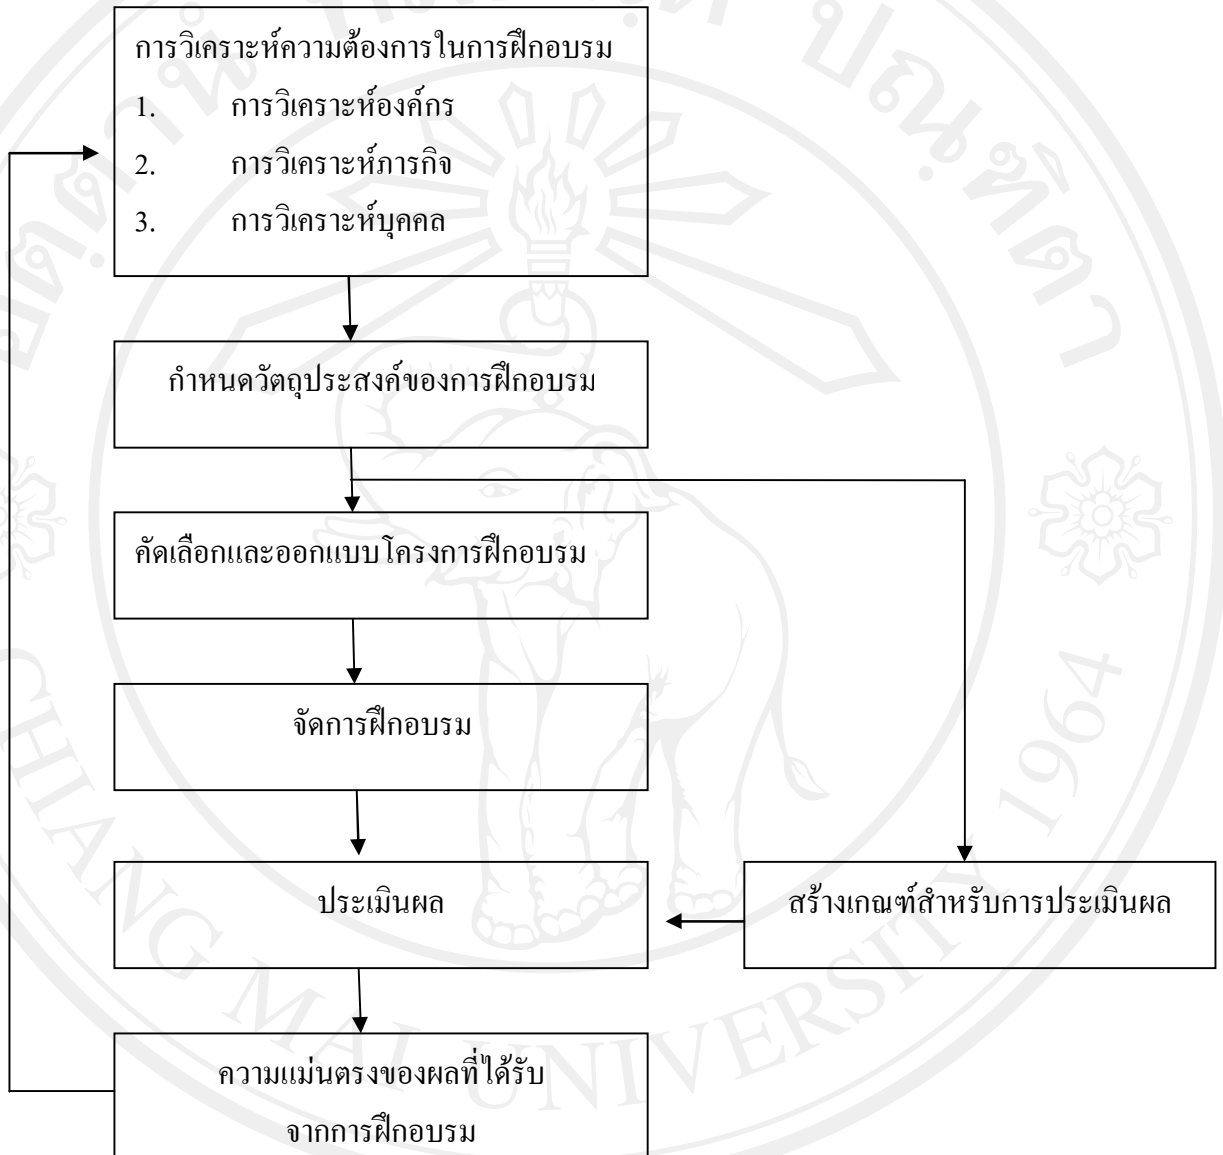 การวิเคราะห์ความต้องการในการฝึกอบรม
1. การวิเคราะห์องค์กร
2. การวิเคราะห์ภารกิจ
3. การวิเคราะห์บุคคล
กำหนดวัตถุประสงค์ของการฝึกอบรม
คัดเลือกและออกแบบโครงการฝึกอบรม
จัดการฝึกอบรม
ประเมินผล
สร้างเกณฑ์สำหรับการประเมินผล
ความแม่นตรงของผลที่ได้รับ
จากการฝึกอบรม
CHIANG MAI UNIVERSITY 1964